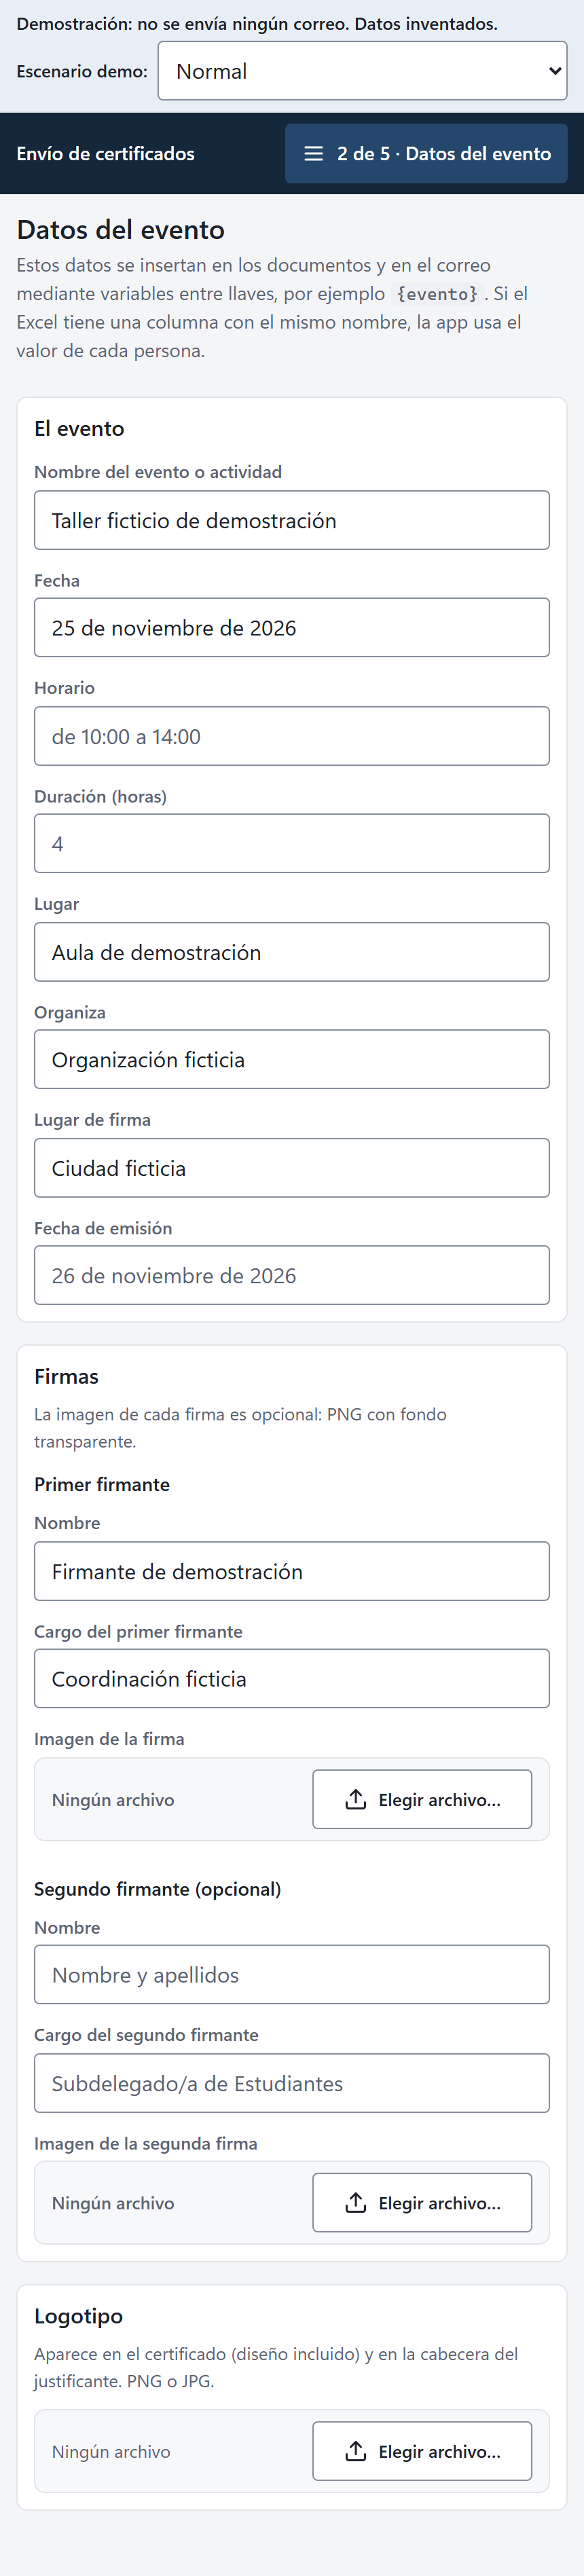 Demostración: no se envía ningún correo. Datos inventados.
Escenario demo: Normal
Envío de certificados
2 de 5 · Datos del evento
Datos del evento
Estos datos se insertan en los documentos y en el correo
mediante variables entre llaves, por ejemplo {evento}. Si el
Excel tiene una columna con el mismo nombre, la app usa el
valor de cada persona.
El evento
Nombre del evento o actividad
Taller ficticio de demostración
Fecha
25 de noviembre de 2026
Horario
de 10:00 a 14:00
Duración (horas)
4
Lugar
Aula de demostración
Organiza
Organización ficticia
Lugar de firma
Ciudad ficticia
Fecha de emisión
26 de noviembre de 2026
Firmas
La imagen de cada firma es opcional: PNG con fondo
transparente.
Primer firmante
Nombre
Firmante de demostración
Cargo del primer firmante
Coordinación ficticia
Imagen de la firma
Ningún archivo
Elegir archivo...
Segundo firmante (opcional)
Nombre
Nombre y apellidos
Cargo del segundo firmante
Subdelegado/a de Estudiantes
Imagen de la segunda firma
Ningún archivo
Elegir archivo...
Logotipo
Aparece en el certificado (diseño incluido) y en la cabecera del
justificante. PNG o JPG.
Ningún archivo
Elegir archivo...